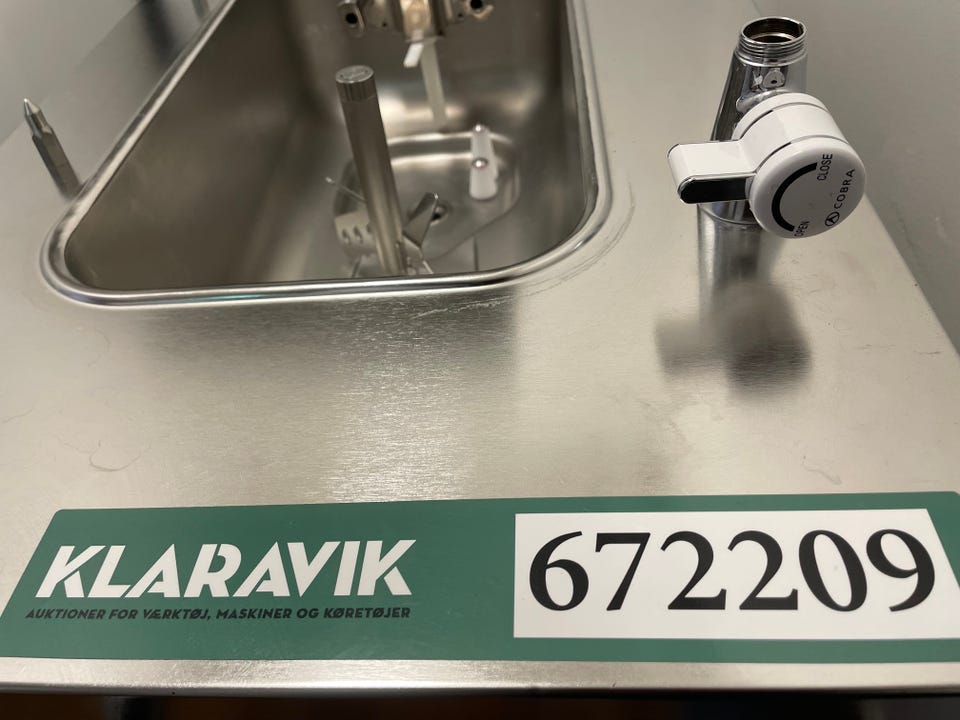 CLOSE
OPEN
COBRA
KLARAVIK
AUKTIONER FOR VÆRKTØJ, MASKINER OG KØRETØJER
672209